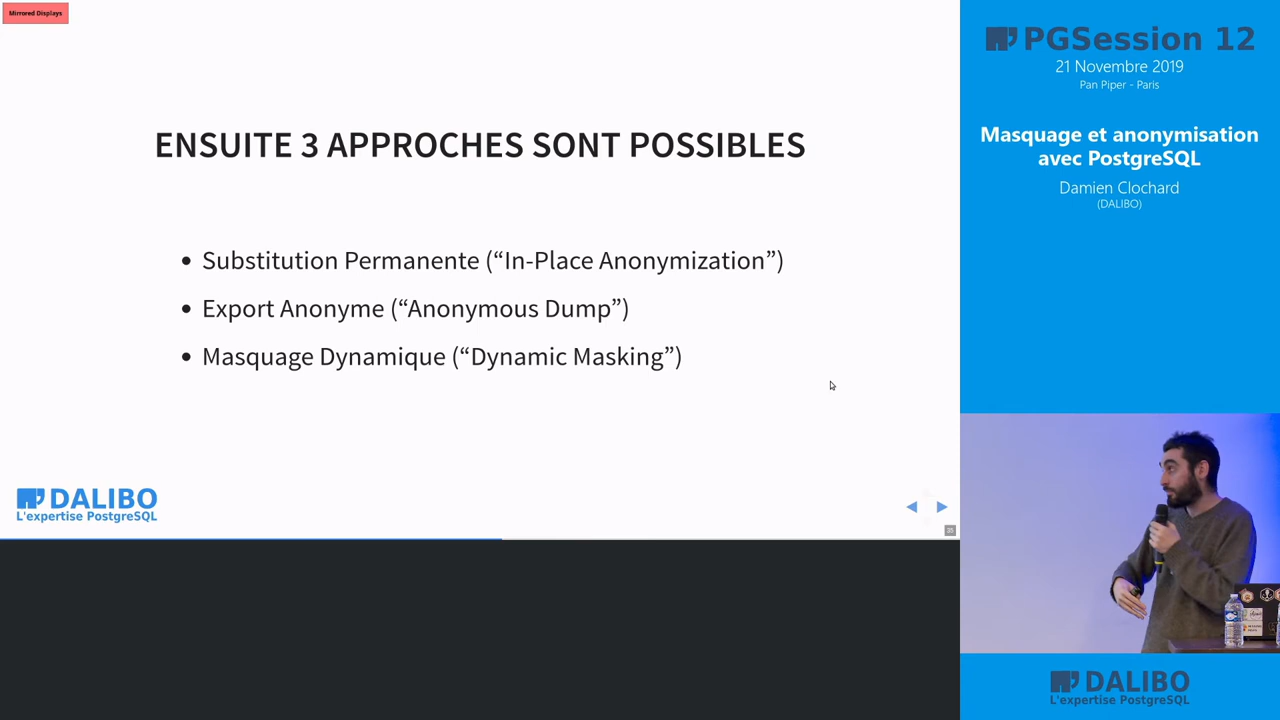 Mirrored Displays
ENSUITE 3 APPROCHES SONT POSSIBLES
• Substitution Permanente (“In-Place Anonymization”)
• Export Anonyme (“Anonymous Dump”)
• Masquage Dynamique (“Dynamic Masking”)
DALIBO
L'expertise PostgreSQL
PGSession 12
21 Novembre 2019
Pan Piper - Paris
Masquage et anonymisation
avec PostgreSQL
Damien Clochard
(DALIBO)
DALIBO
L'expertise PostgreSQL